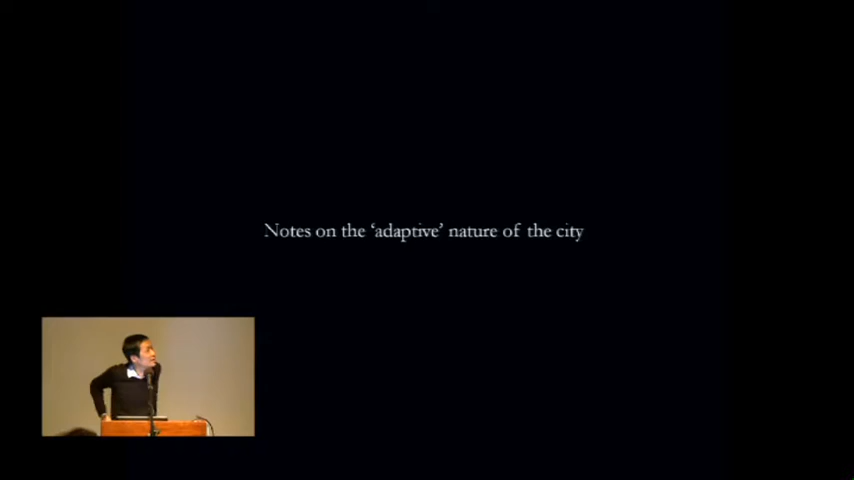 Notes on the ‘adaptive’ nature of the city